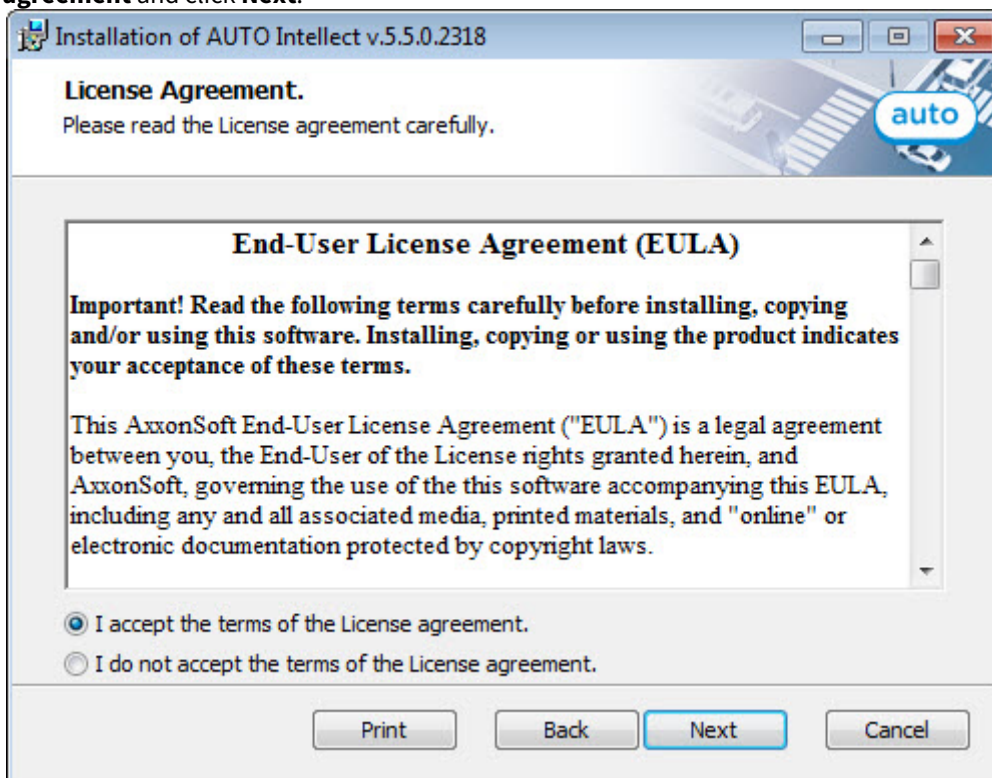 agreement and click Next.
Installation of AUTO Intellect v.5.5.0.2318
License Agreement.
Please read the License agreement carefully.
auto
End-User License Agreement (EULA)
Important! Read the following terms carefully before installing, copying
and/or using this software. Installing, copying or using the product indicates
your acceptance of these terms.
This AxxonSoft End-User License Agreement ("EULA") is a legal agreement
between you, the End-User of the License rights granted herein, and
AxxonSoft, governing the use of the this software accompanying this EULA,
including any and all associated media, printed materials, and "online" or
electronic documentation protected by copyright laws.
I accept the terms of the License agreement.
I do not accept the terms of the License agreement.
Print Back Next Cancel